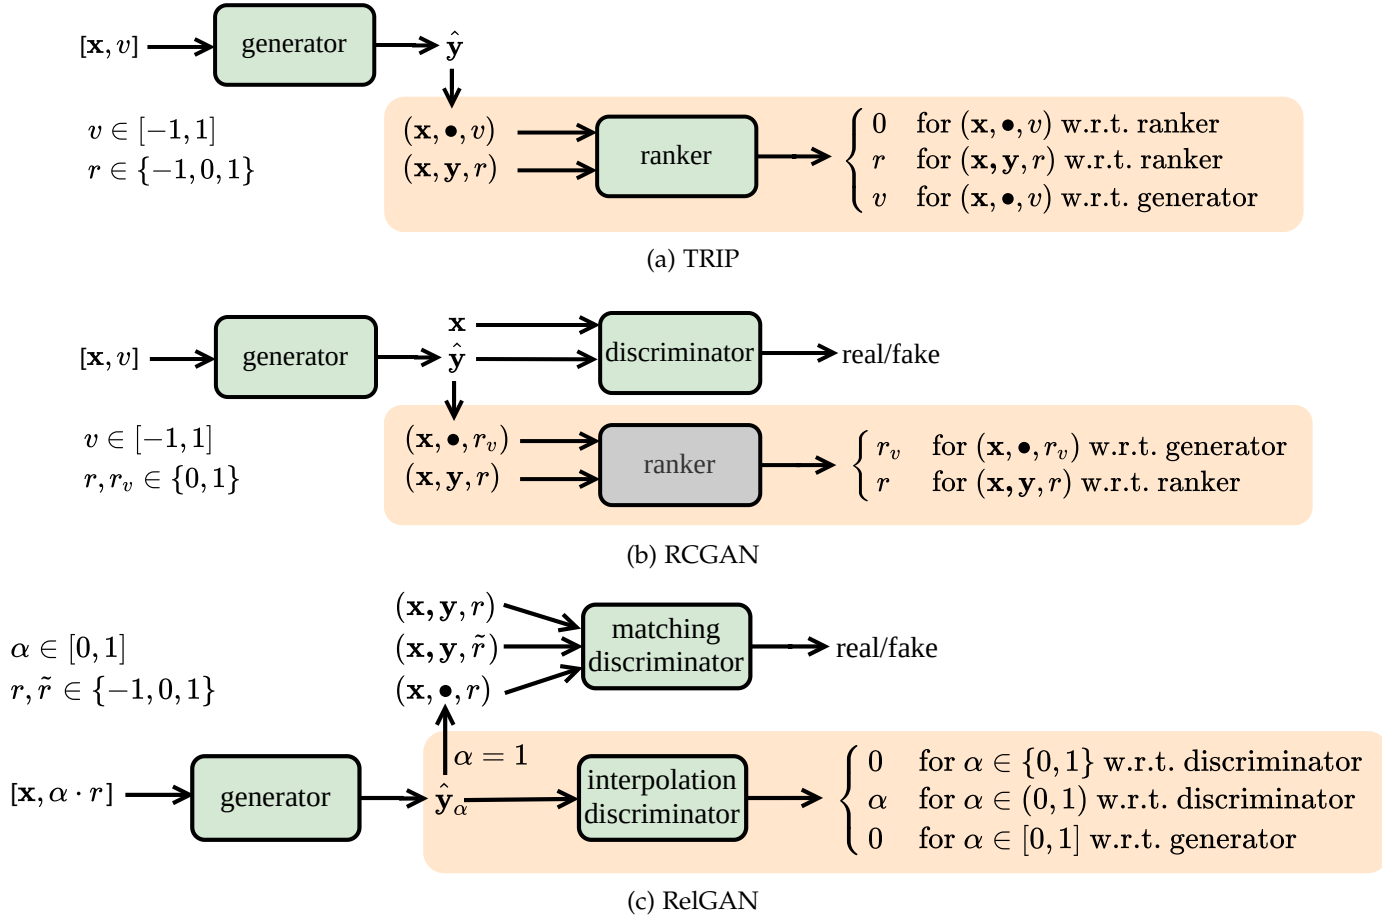 [x, v] generator ŷ
v ∈ [−1, 1]
r ∈ {−1, 0, 1}
(x, •, v)
(x, y, r)
ranker
0 for (x, •, v) w.r.t. ranker
r for (x, y, r) w.r.t. ranker
v for (x, •, v) w.r.t. generator
(a) TRIP
[x, v] generator
x
ŷ
discriminator real/fake
v ∈ [−1, 1]
r, r_v ∈ {0, 1}
(x, •, r_v)
(x, y, r)
ranker
r_v for (x, •, r_v) w.r.t. generator
r for (x, y, r) w.r.t. ranker
(b) RCGAN
α ∈ [0, 1]
r, r̃ ∈ {−1, 0, 1}
(x, y, r)
(x, y, r̃)
(x, •, r)
matching
discriminator
real/fake
α = 1
[x, α · r] generator ŷ_α
interpolation
discriminator
0 for α ∈ {0, 1} w.r.t. discriminator
α for α ∈ (0, 1) w.r.t. discriminator
0 for α ∈ [0, 1] w.r.t. generator
(c) RelGAN